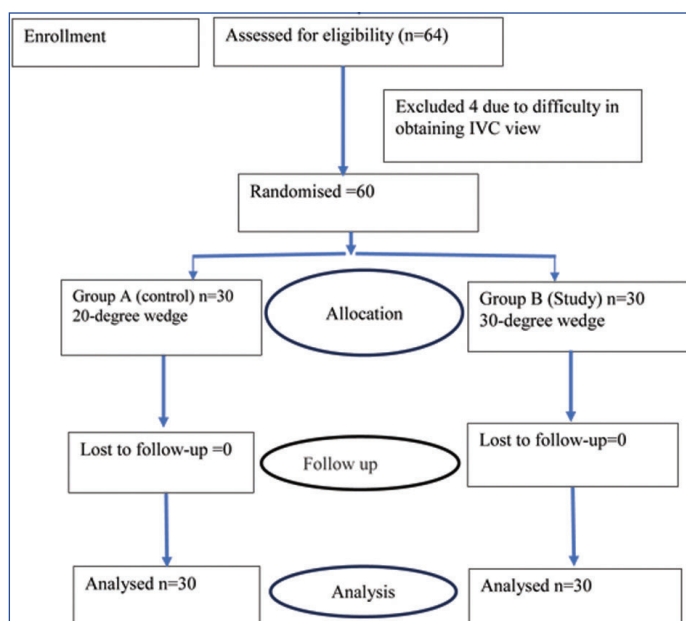 Enrollment
Assessed for eligibility (n=64)
Excluded 4 due to difficulty in
obtaining IVC view
Randomised =60
Group A (control) n=30
20-degree wedge
Allocation
Group B (Study) n=30
30-degree wedge
Lost to follow-up =0
Follow up
Lost to follow-up=0
Analysed n=30
Analysis
Analysed n=30